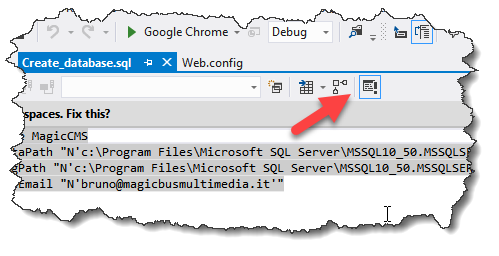 Google Chrome Debug
Create_database.sql Web.config
spaces. Fix this?
MagicCMS
aPath "N'c:\Program Files\Microsoft SQL Server\MSSQL10_50.MSSQLSE
Path "N'c:\Program Files\Microsoft SQL Server\MSSQL10_50.MSSQLSER
Email "N'bruno@magicbusmultimedia.it'"